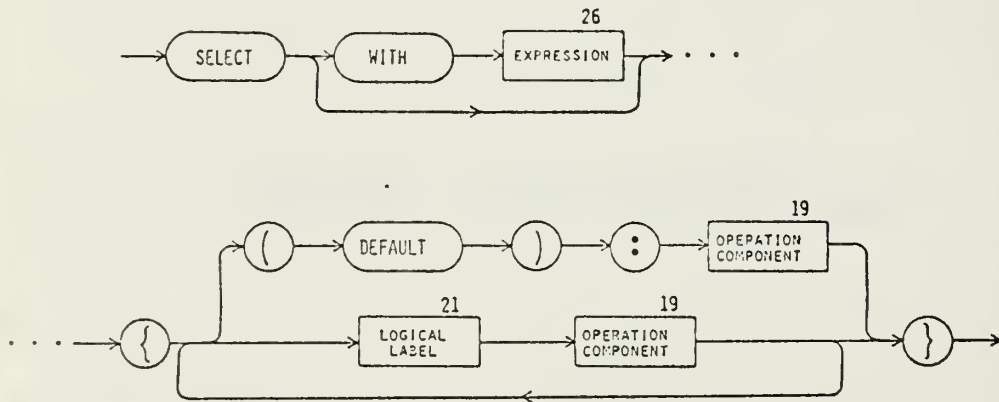 26
SELECT WITH EXPRESSION . . .
19
( DEFAULT ) : OPERATION
COMPONENT
21 19
. . . { LOGICAL OPERATION }
LABEL COMPONENT